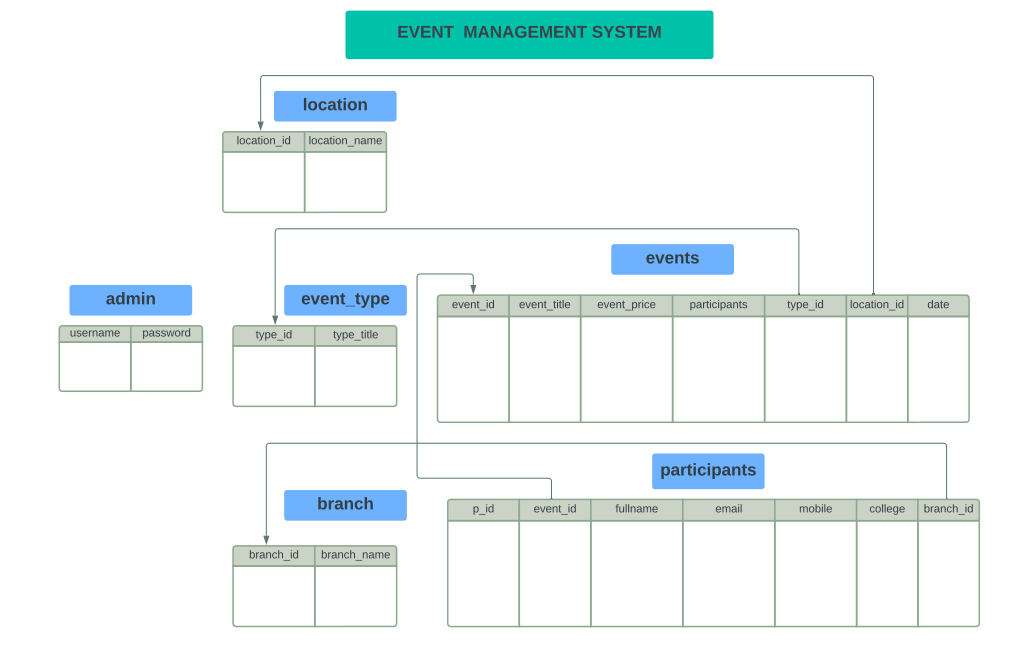 EVENT  MANAGEMENT SYSTEM
location
location_id location_name
events
event_id event_title event_price participants type_id location_id date
admin
username password
event_type
type_id type_title
participants
p_id event_id fullname email mobile college branch_id
branch
branch_id branch_name